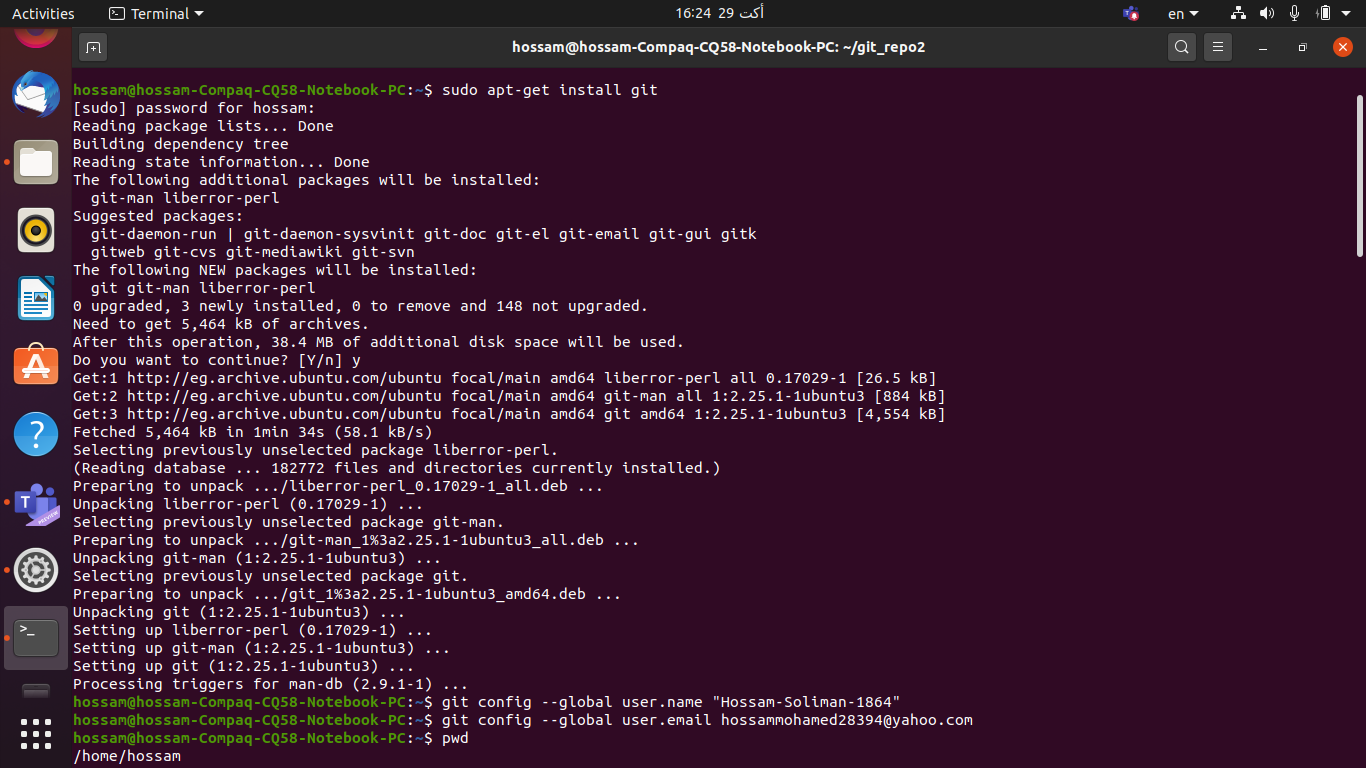 Activities
Terminal
16:24 29 أكت
en
hossam@hossam-Compaq-CQ58-Notebook-PC: ~/git_repo2
hossam@hossam-Compaq-CQ58-Notebook-PC:~$ sudo apt-get install git
[sudo] password for hossam:
Reading package lists... Done
Building dependency tree
Reading state information... Done
The following additional packages will be installed:
  git-man liberror-perl
Suggested packages:
  git-daemon-run | git-daemon-sysvinit git-doc git-el git-email git-gui gitk
  gitweb git-cvs git-mediawiki git-svn
The following NEW packages will be installed:
  git git-man liberror-perl
0 upgraded, 3 newly installed, 0 to remove and 148 not upgraded.
Need to get 5,464 kB of archives.
After this operation, 38.4 MB of additional disk space will be used.
Do you want to continue? [Y/n] y
Get:1 http://eg.archive.ubuntu.com/ubuntu focal/main amd64 liberror-perl all 0.17029-1 [26.5 kB]
Get:2 http://eg.archive.ubuntu.com/ubuntu focal/main amd64 git-man all 1:2.25.1-1ubuntu3 [884 kB]
Get:3 http://eg.archive.ubuntu.com/ubuntu focal/main amd64 git amd64 1:2.25.1-1ubuntu3 [4,554 kB]
Fetched 5,464 kB in 1min 34s (58.1 kB/s)
Selecting previously unselected package liberror-perl.
(Reading database ... 182772 files and directories currently installed.)
Preparing to unpack .../liberror-perl_0.17029-1_all.deb ...
Unpacking liberror-perl (0.17029-1) ...
Selecting previously unselected package git-man.
Preparing to unpack .../git-man_1%3a2.25.1-1ubuntu3_all.deb ...
Unpacking git-man (1:2.25.1-1ubuntu3) ...
Selecting previously unselected package git.
Preparing to unpack .../git_1%3a2.25.1-1ubuntu3_amd64.deb ...
Unpacking git (1:2.25.1-1ubuntu3) ...
Setting up liberror-perl (0.17029-1) ...
Setting up git-man (1:2.25.1-1ubuntu3) ...
Setting up git (1:2.25.1-1ubuntu3) ...
Processing triggers for man-db (2.9.1-1) ...
hossam@hossam-Compaq-CQ58-Notebook-PC:~$ git config --global user.name "Hossam-Soliman-1864"
hossam@hossam-Compaq-CQ58-Notebook-PC:~$ git config --global user.email hossammohamed28394@yahoo.com
hossam@hossam-Compaq-CQ58-Notebook-PC:~$ pwd
/home/hossam